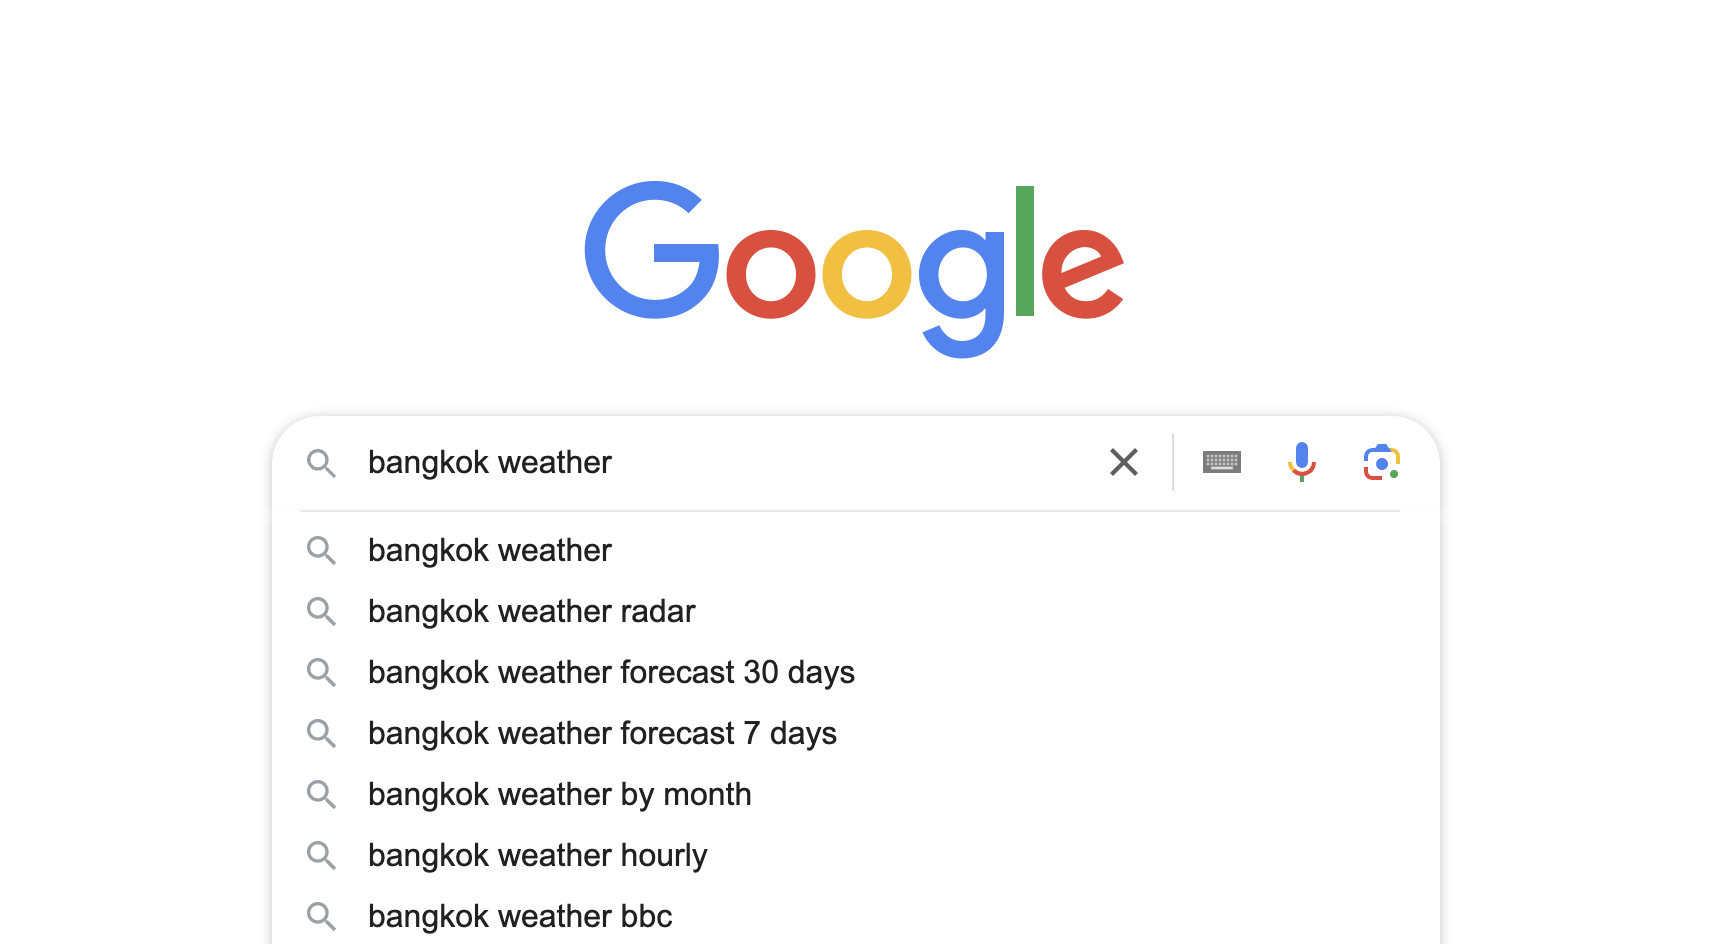 Google
bangkok weather
bangkok weather
bangkok weather radar
bangkok weather forecast 30 days
bangkok weather forecast 7 days
bangkok weather by month
bangkok weather hourly
bangkok weather bbc